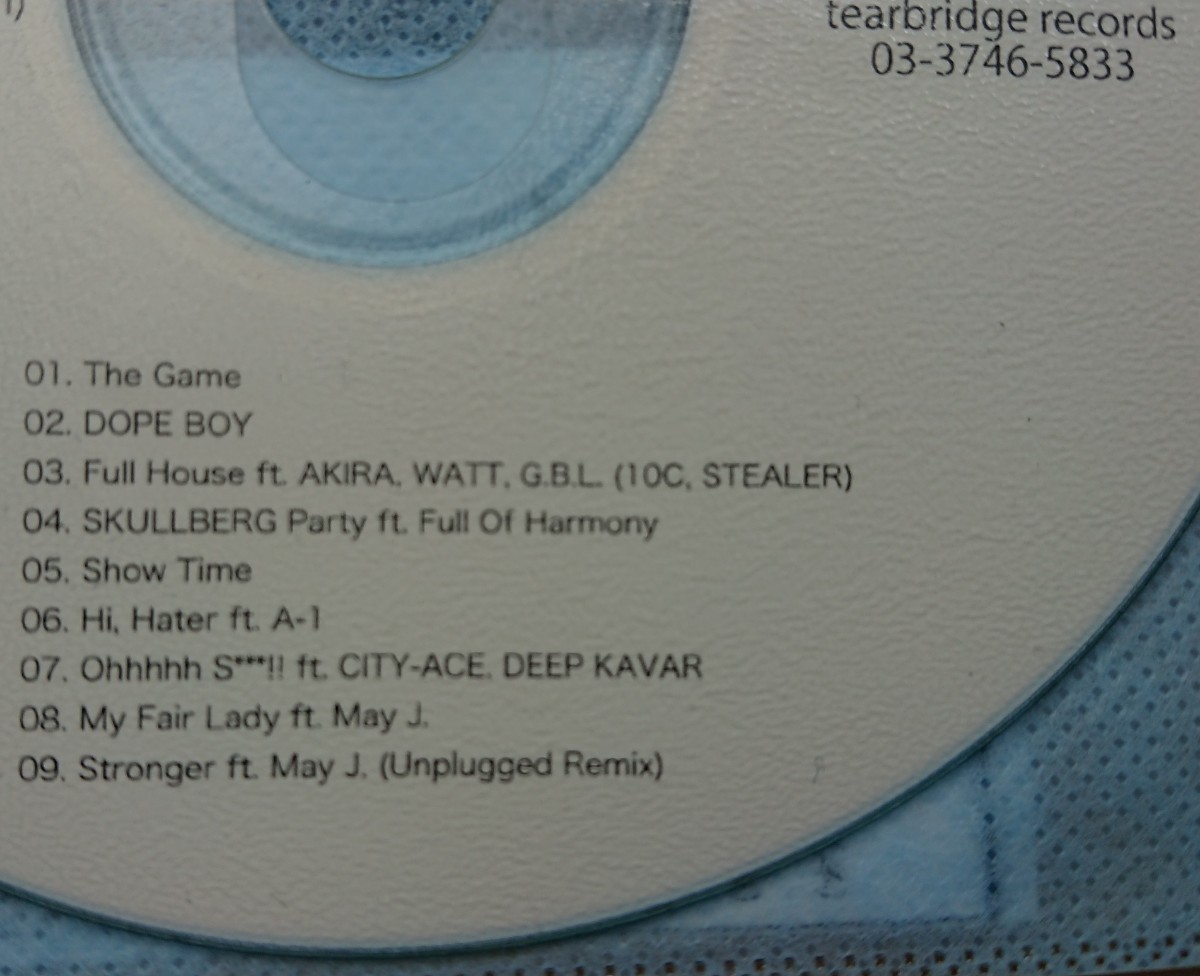 tearbridge records
03-3746-5833
01. The Game
02. DOPE BOY
03. Full House ft. AKIRA, WATT, G.B.L. (10C, STEALER)
04. SKULLBERG Party ft. Full Of Harmony
05. Show Time
06. Hi, Hater ft. A-1
07. Ohhhhh S***!! ft. CITY-ACE, DEEP KAVAR
08. My Fair Lady ft. May J.
09. Stronger ft. May J. (Unplugged Remix)